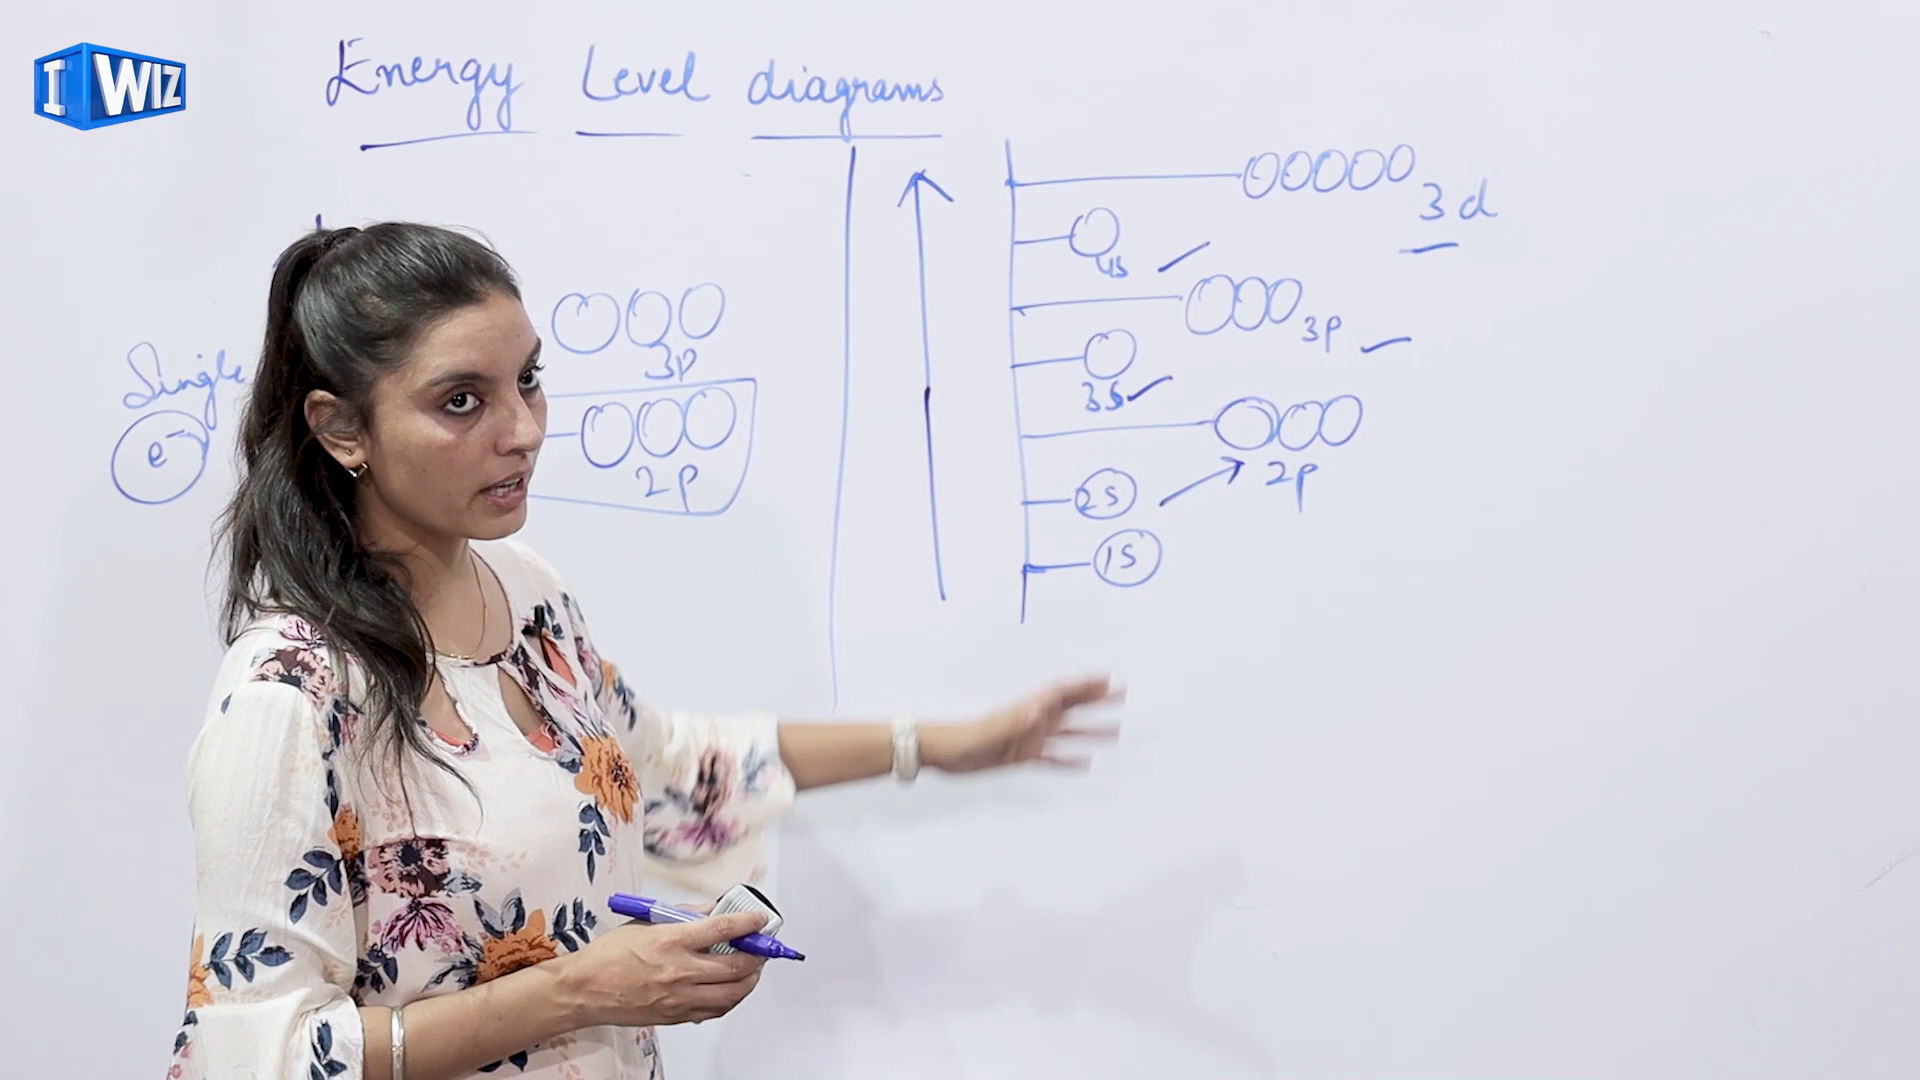 I WIZ
Energy Level diagrams
Single
e-
3p
2p
3d
4s
3p
3s
2p
2s
1s